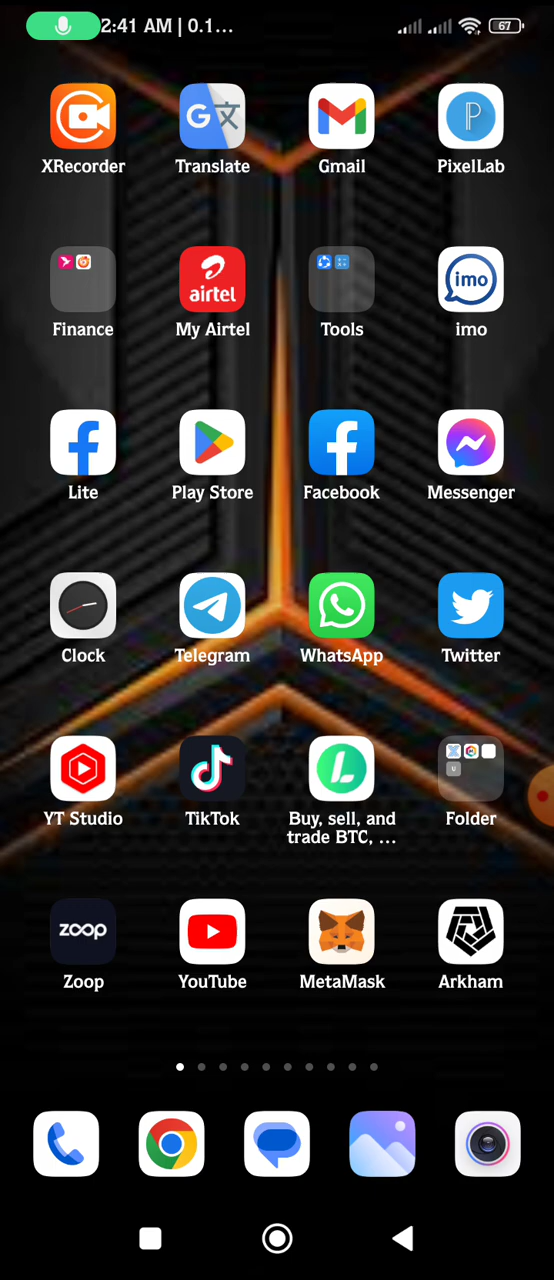 2:41 AM | 0.1...
67
XRecorder
Translate
Gmail
PixelLab
Finance
airtel
My Airtel
Tools
imo
imo
Lite
Play Store
Facebook
Messenger
Clock
Telegram
WhatsApp
Twitter
YT Studio
TikTok
Buy, sell, and
trade BTC, ...
Folder
ZOOP
Zoop
YouTube
MetaMask
Arkham